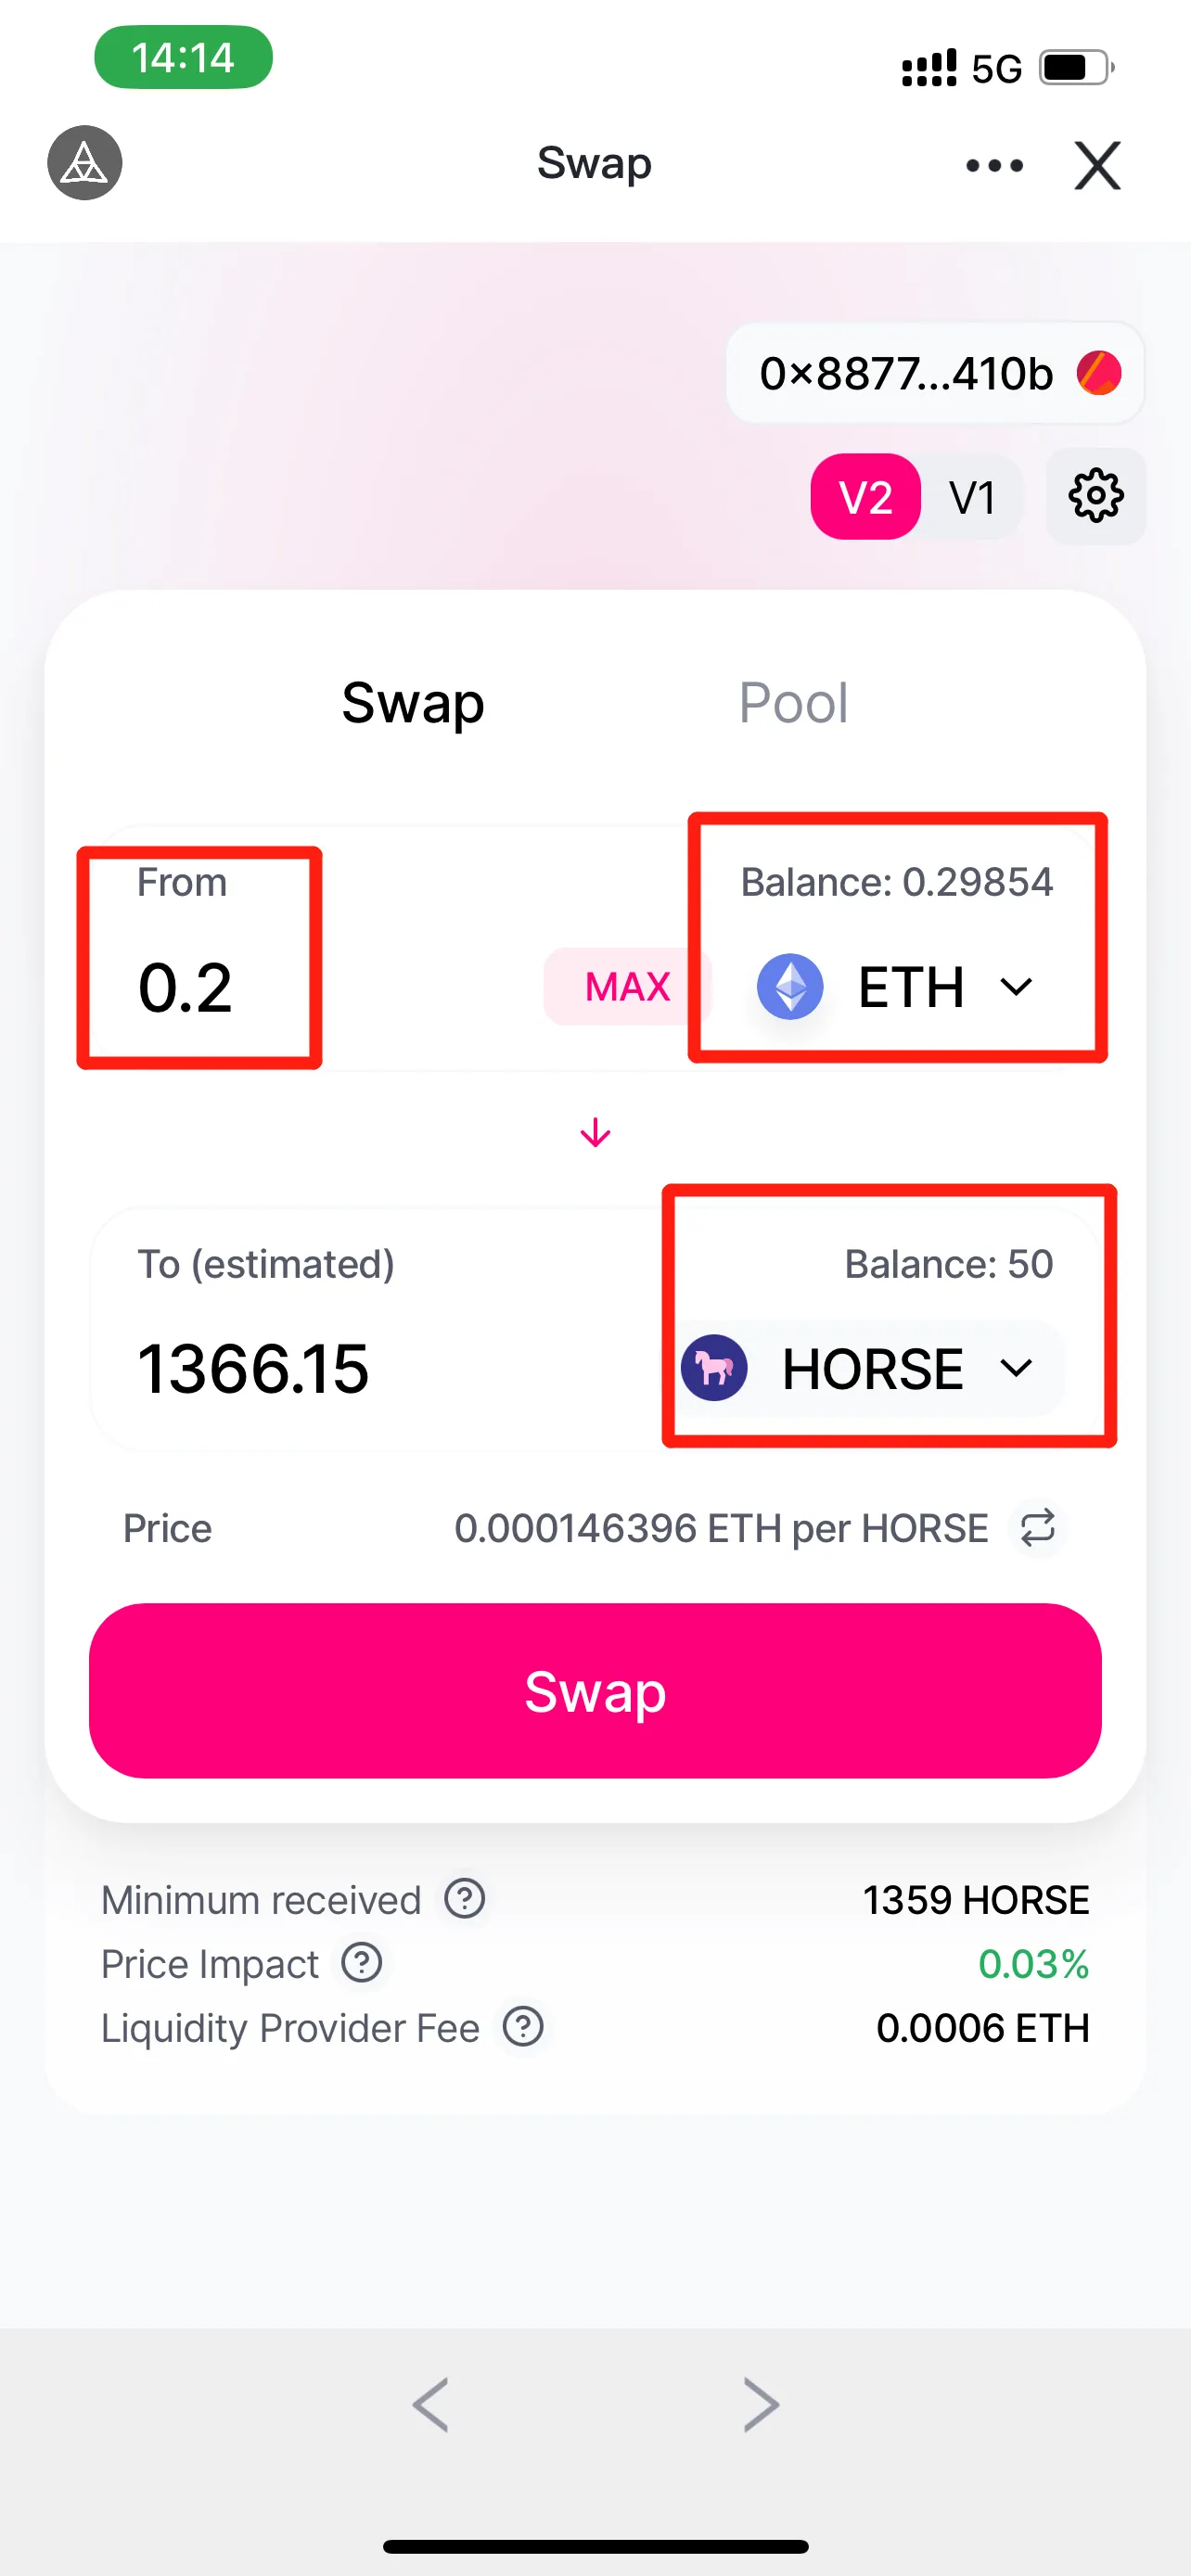 14:14
5G
Swap
0x8877...410b
V2 V1
Swap Pool
From Balance: 0.29854
0.2 MAX ETH
To (estimated) Balance: 50
1366.15 HORSE
Price 0.000146396 ETH per HORSE
Swap
Minimum received ? 1359 HORSE
Price Impact ? 0.03%
Liquidity Provider Fee ? 0.0006 ETH